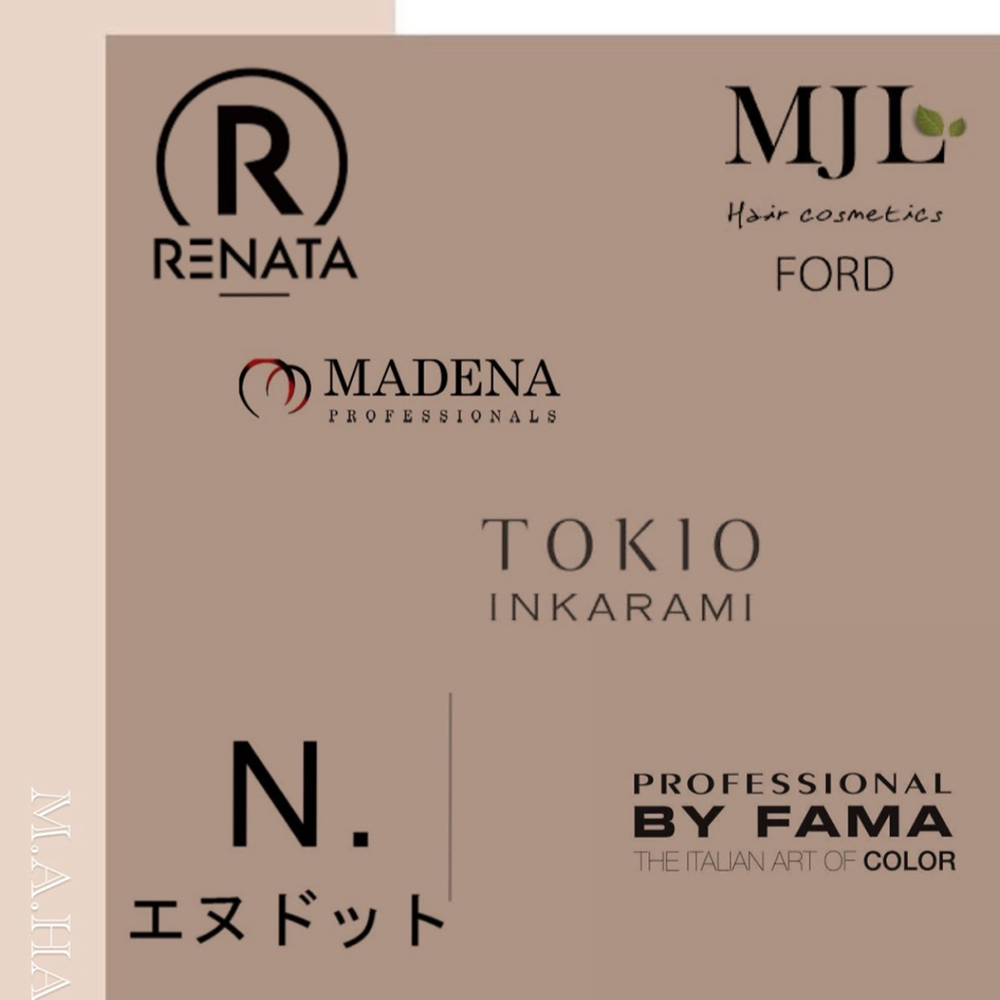 R
RENATA
MJL
Hair cosmetics
FORD
MADENA
PROFESSIONALS
TOKIO
INKARAMI
N.
エヌドット
PROFESSIONAL
BY FAMA
THE ITALIAN ART OF COLOR
M.A.HA